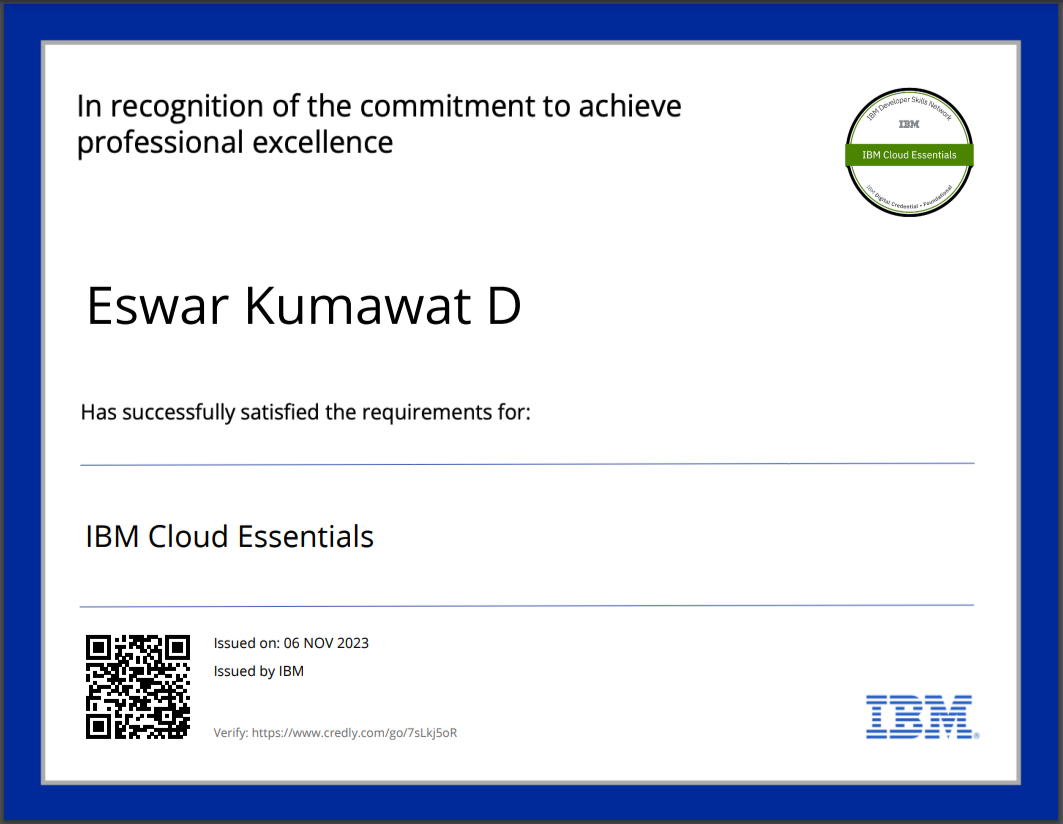 In recognition of the commitment to achieve
professional excellence
IBM Developer Skills Network
IBM
IBM Cloud Essentials
IBM Digital Credential • Foundational
Eswar Kumawat D
Has successfully satisfied the requirements for:
IBM Cloud Essentials
Issued on: 06 NOV 2023
Issued by IBM
Verify: https://www.credly.com/go/7sLkj5oR
IBM®